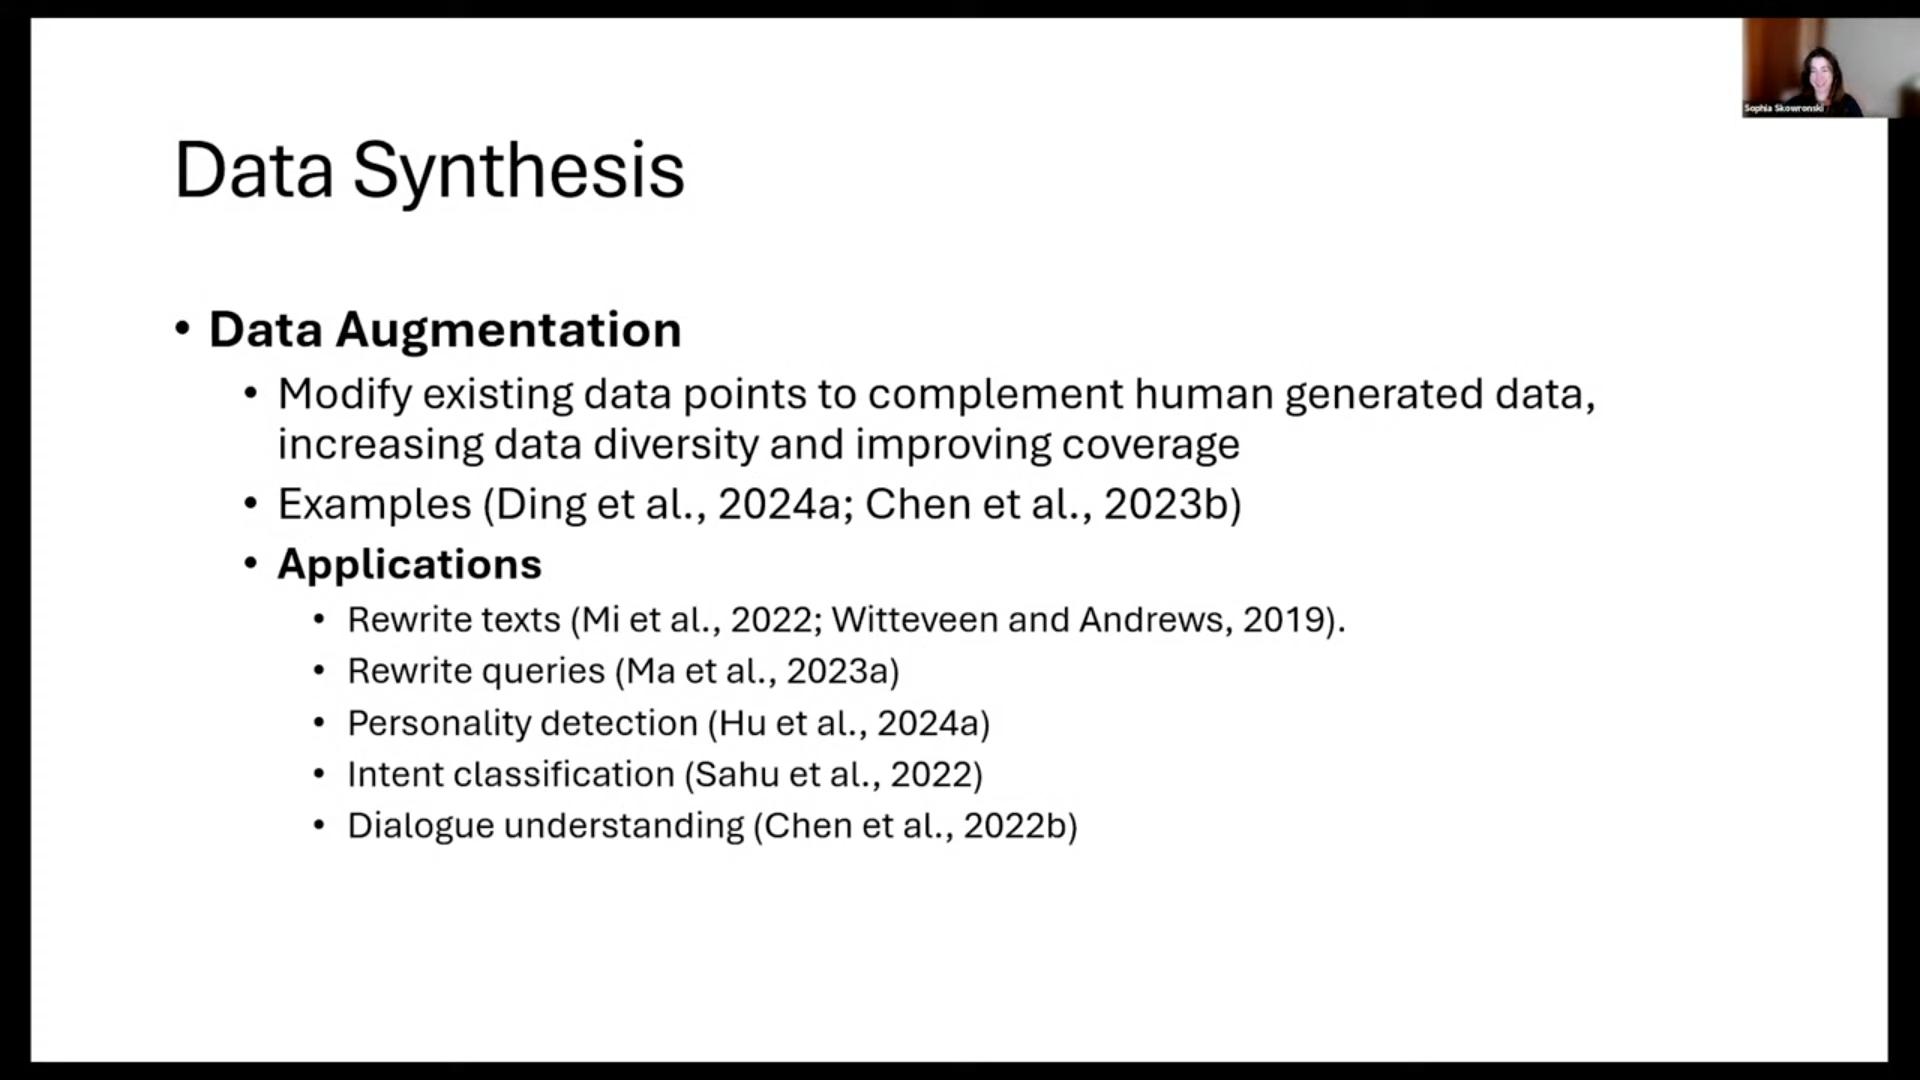 Sophia Skowronski
Data Synthesis
• Data Augmentation
• Modify existing data points to complement human generated data,
increasing data diversity and improving coverage
• Examples (Ding et al., 2024a; Chen et al., 2023b)
• Applications
• Rewrite texts (Mi et al., 2022; Witteveen and Andrews, 2019).
• Rewrite queries (Ma et al., 2023a)
• Personality detection (Hu et al., 2024a)
• Intent classification (Sahu et al., 2022)
• Dialogue understanding (Chen et al., 2022b)